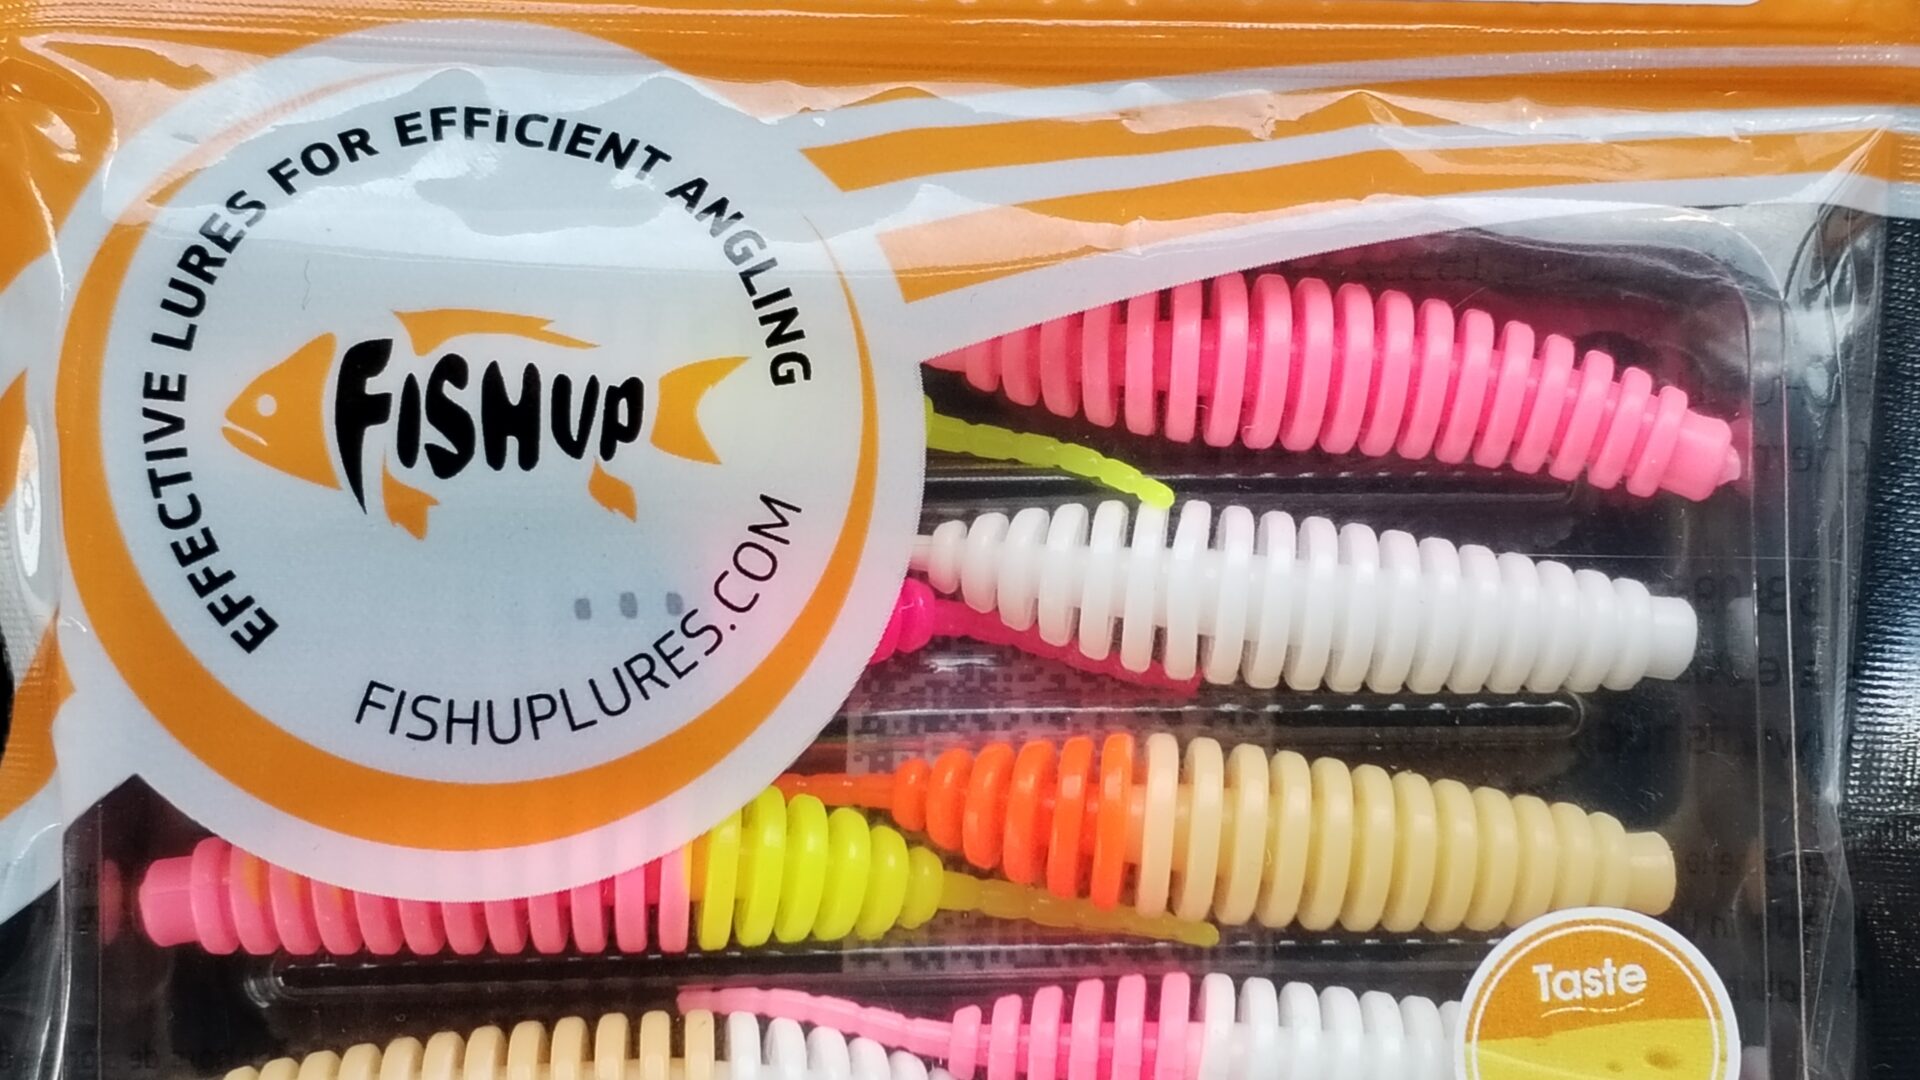 EFFECTIVE LURES FOR EFFICIENT ANGLING
FISHUP
FISHUPLURES.COM
Taste